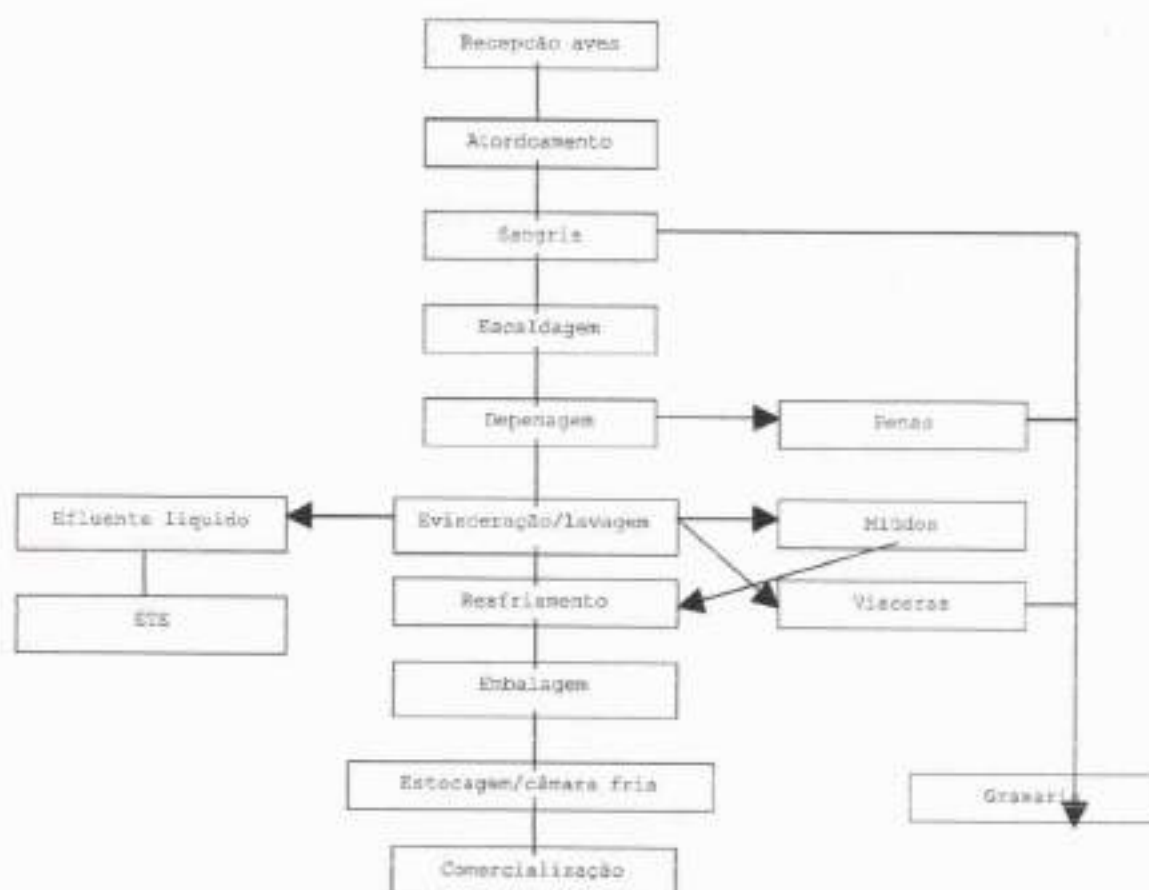 Recepcão aves
Atordoamento
Sangria
Escaldagem
Depenagem
Penas
Efluente líquido
Evisceração/lavagem
Miúdos
ETE
Resfriamento
Vísceras
Embalagem
Estocagem/câmara fria
Graxaria
Comercialização